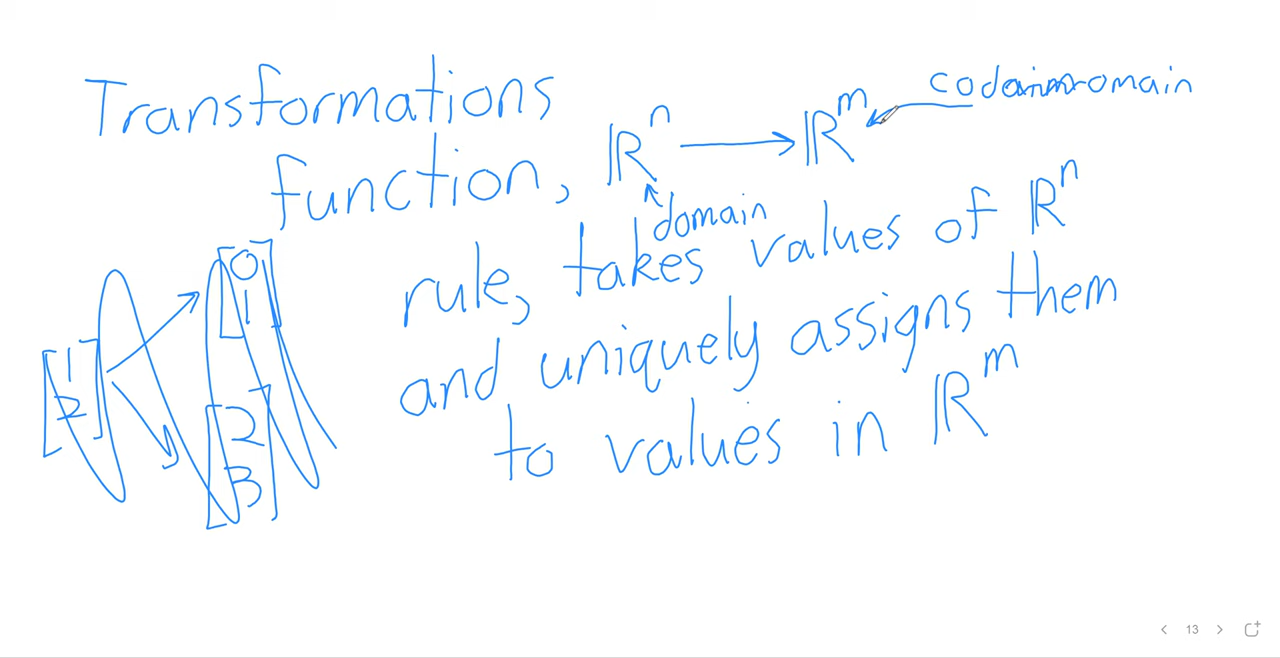 Transformations
function, ℝⁿ → ℝᵐ
domain
rule, takes values of ℝⁿ
and uniquely assigns them
to values in ℝᵐ
[1
2]
[0
1]
[2
3]
13